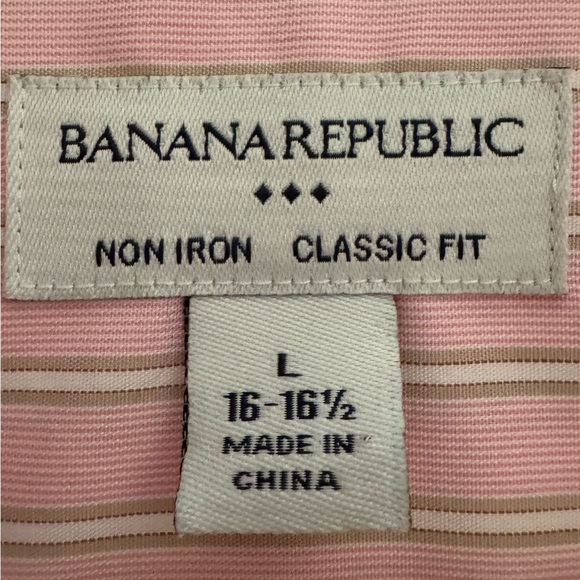 BANANA REPUBLIC
NON IRON CLASSIC FIT
L
16-16½
MADE IN
CHINA